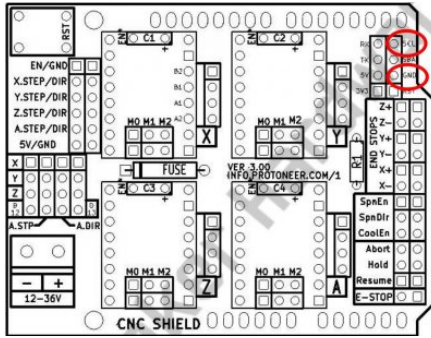 RST
EN/GND
X.STEP/DIR
Y.STEP/DIR
Z.STEP/DIR
A.STEP/DIR
5V/GND
X
Y
Z
D 12
D 13
A.STP
A.DIR
- +
12-36V
EN
C1
+
B2
B1
A1
A2
M0 M1 M2
X
EN
C2
+
M0 M1 M2
Y
FUSE
VER 3.00
INFO.PROTONEER.COM/1
R1
EN
C3
+
M0 M1 M2
Z
EN
C4
+
M0 M1 M2
A
RX SCL
TX SDA
5V GND
3V3 RST
END STOPS
Z+
Z-
Y+
Y-
X+
X-
SpnEn
SpnDir
CoolEn
Abort
Hold
Resume
E-STOP
CNC SHIELD